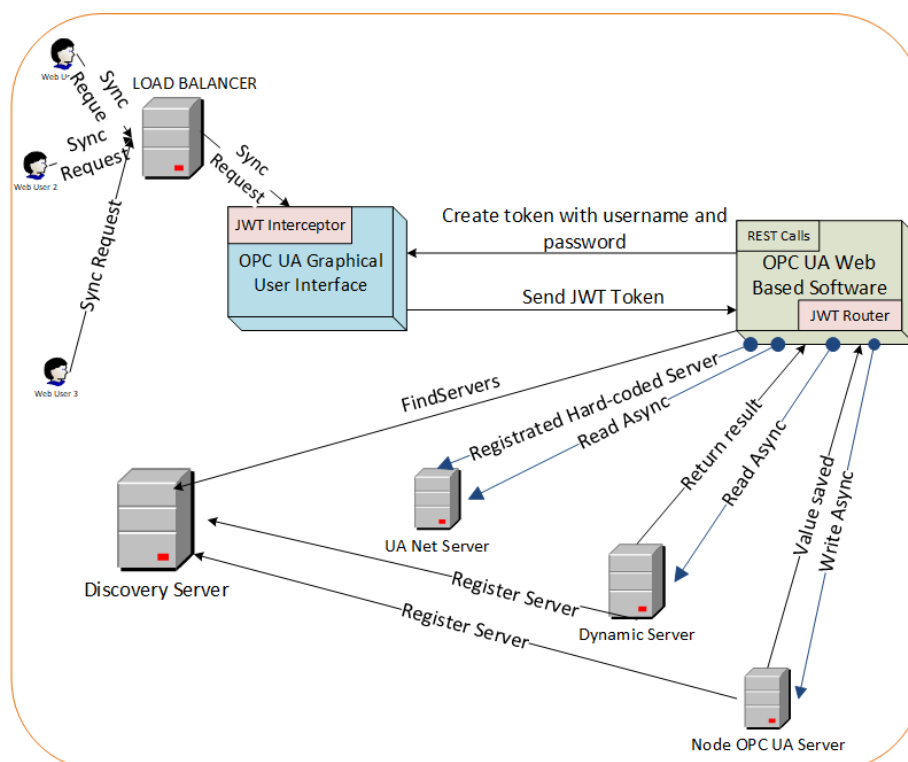 Web U
Sync
Reque
LOAD BALANCER
Sync
Request
Web User 2
Sync
Request
Sync Request
Web User 3
JWT Interceptor
OPC UA Graphical
User Interface
Create token with username and
password
Send JWT Token
REST Calls
OPC UA Web
Based Software
JWT Router
FindServers
Registrated Hard-coded Server
Read Async
Return result
Read Async
Value saved
Write Async
UA Net Server
Discovery Server
Register Server
Register Server
Dynamic Server
Node OPC UA Server